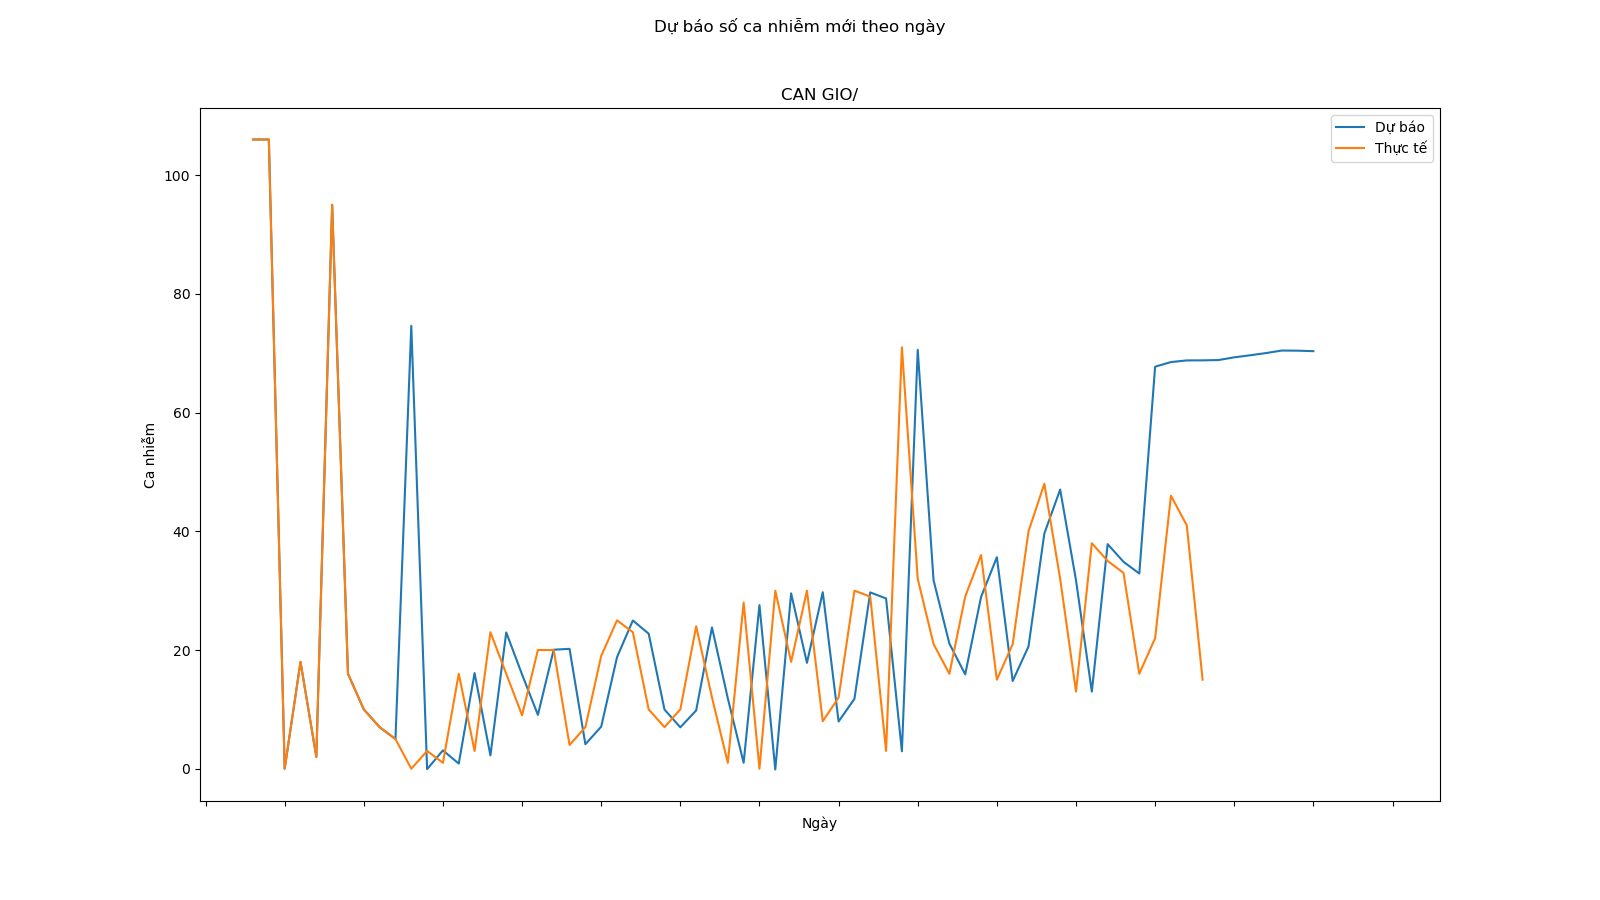 Dự báo số ca nhiễm mới theo ngày
CAN GIO/
Dự báo
Thực tế
100
80
60
40
20
0
Ca nhiễm
Ngày